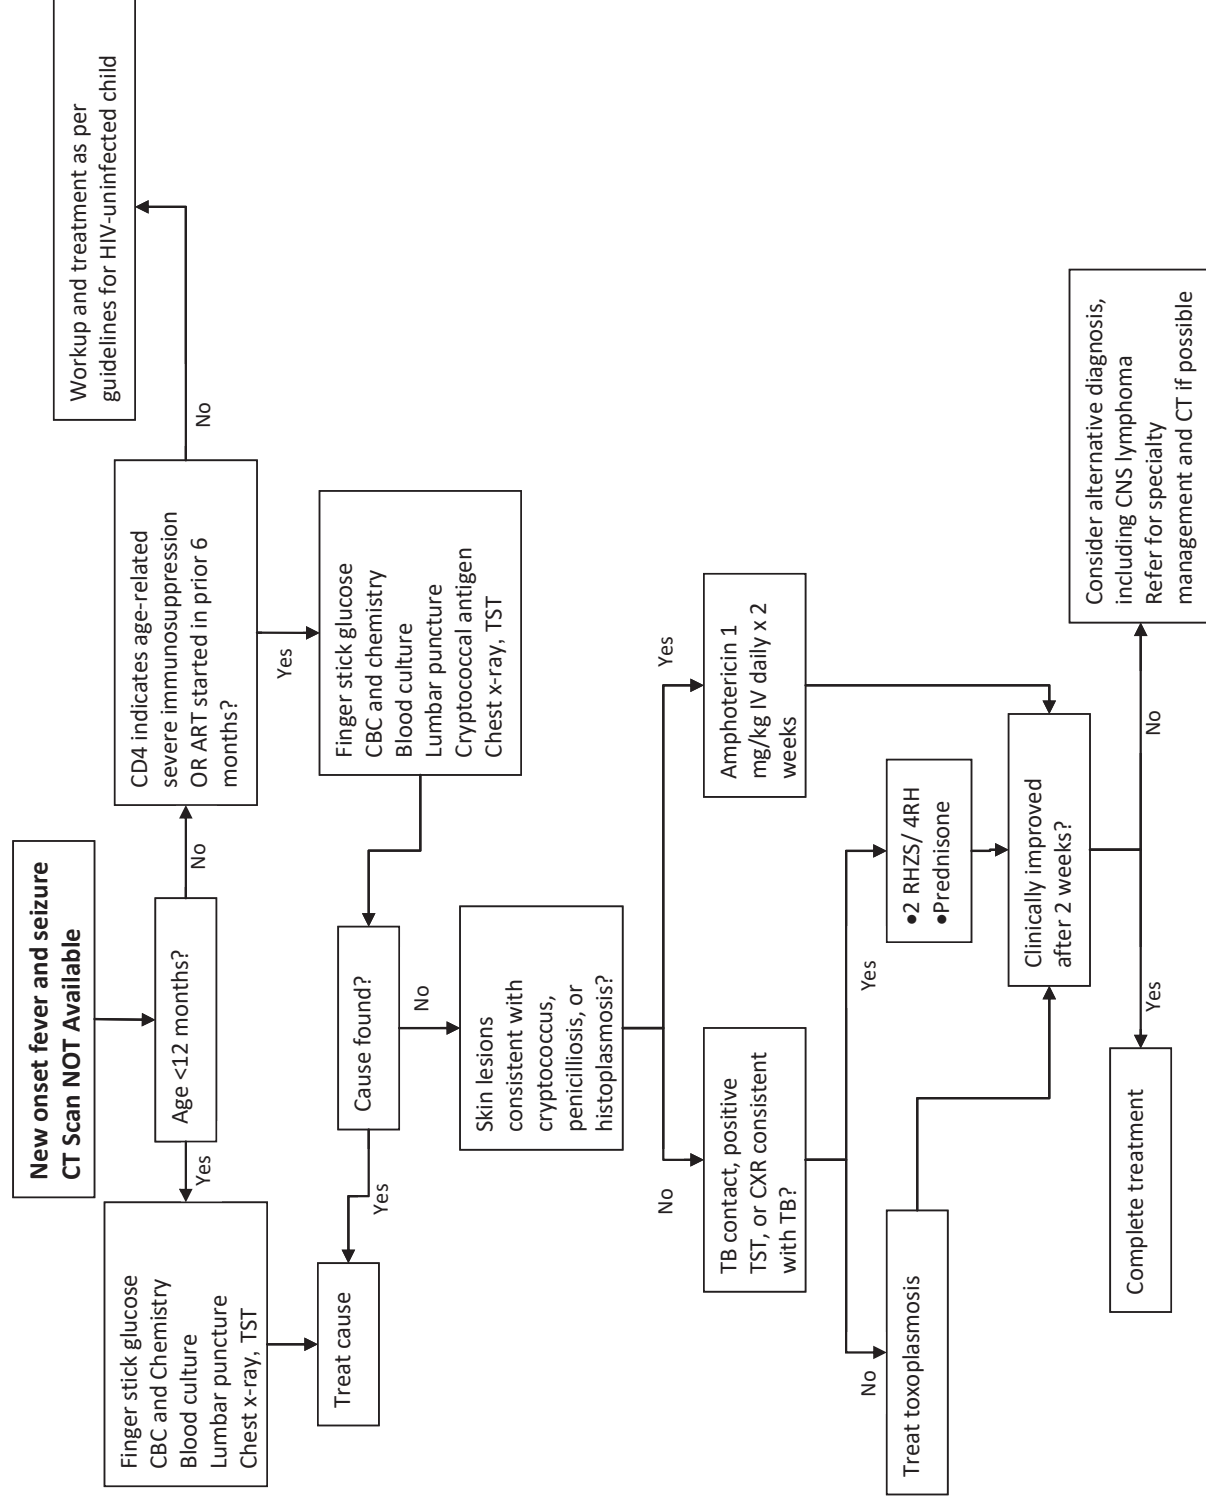 New onset fever and seizure
CT Scan NOT Available
Age <12 months?
Yes
No
Finger stick glucose
CBC and Chemistry
Blood culture
Lumbar puncture
Chest x-ray, TST
CD4 indicates age-related
severe immunosuppression
OR ART started in prior 6
months?
No
Workup and treatment as per
guidelines for HIV-uninfected child
Yes
Finger stick glucose
CBC and chemistry
Blood culture
Lumbar puncture
Cryptococcal antigen
Chest x-ray, TST
Cause found?
Yes
Treat cause
No
Skin lesions
consistent with
cryptococcus,
penicilliosis, or
histoplasmosis?
No
Yes
TB contact, positive
TST, or CXR consistent
with TB?
Amphotericin 1
mg/kg IV daily x 2
weeks
No
Yes
Treat toxoplasmosis
•2 RHZS/ 4RH
•Prednisone
Clinically improved
after 2 weeks?
Yes
No
Complete treatment
Consider alternative diagnosis,
including CNS lymphoma
Refer for specialty
management and CT if possible